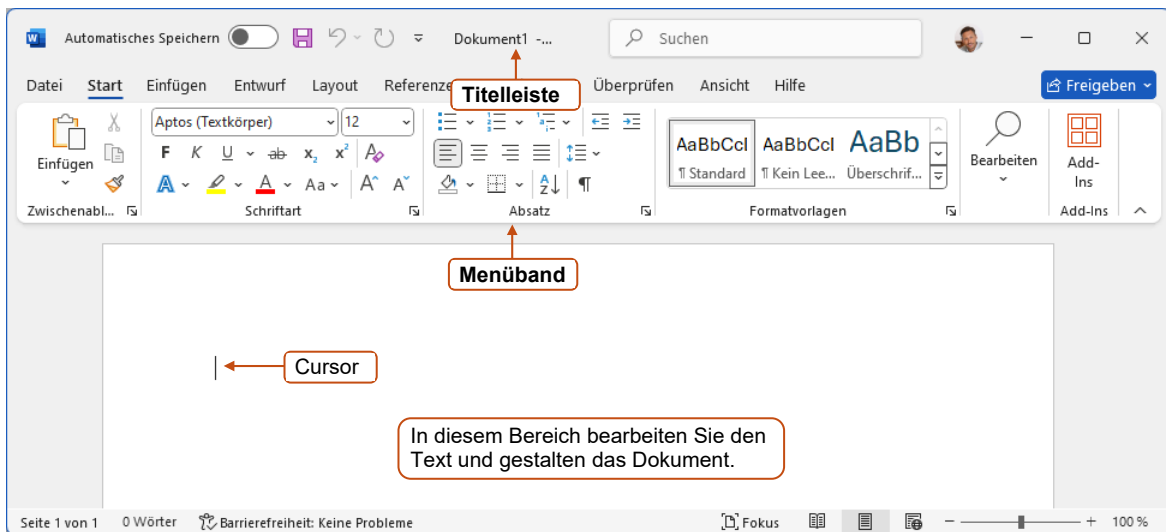 Automatisches Speichern Dokument1 -... Suchen
Datei Start Einfügen Entwurf Layout Referenze Überprüfen Ansicht Hilfe Freigeben
Titelleiste
Aptos (Textkörper) 12
Einfügen F K U ab x₂ x² A
A A Aa A A
AaBbCcI AaBbCcI AaBb
¶ Standard ¶ Kein Lee... Überschrif...
Bearbeiten Add-
Ins
Zwischenabl... Schriftart Absatz Formatvorlagen Add-Ins
Menüband
Cursor
In diesem Bereich bearbeiten Sie den
Text und gestalten das Dokument.
Seite 1 von 1 0 Wörter Barrierefreiheit: Keine Probleme Fokus 100 %